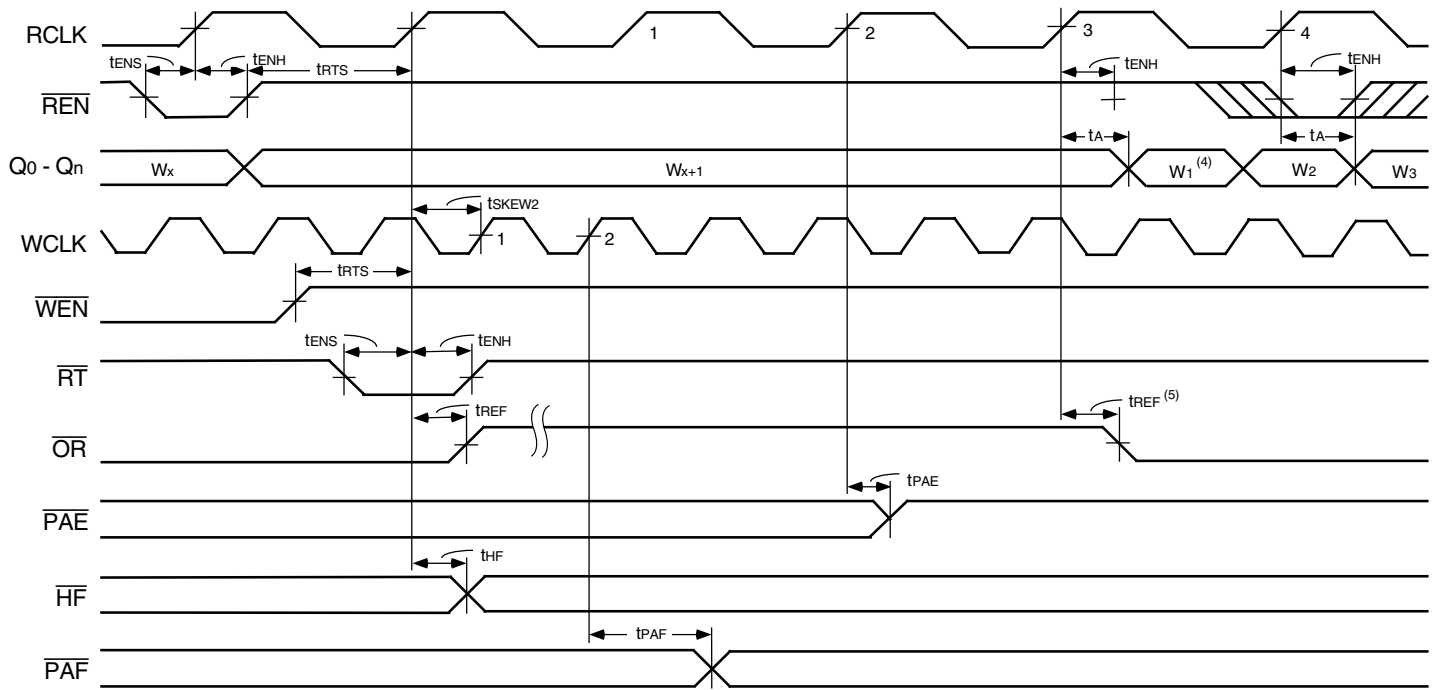 RCLK 1 2 3 4
tENS tENH tRTS tENH tENH
REN
tA tA
Q0 - Qn Wx Wx+1 W1 (4) W2 W3
tSKEW2
WCLK 1 2
tRTS
WEN
tENS tENH
RT
tREF tREF (5)
OR
tPAE
PAE
tHF
HF
tPAF
PAF